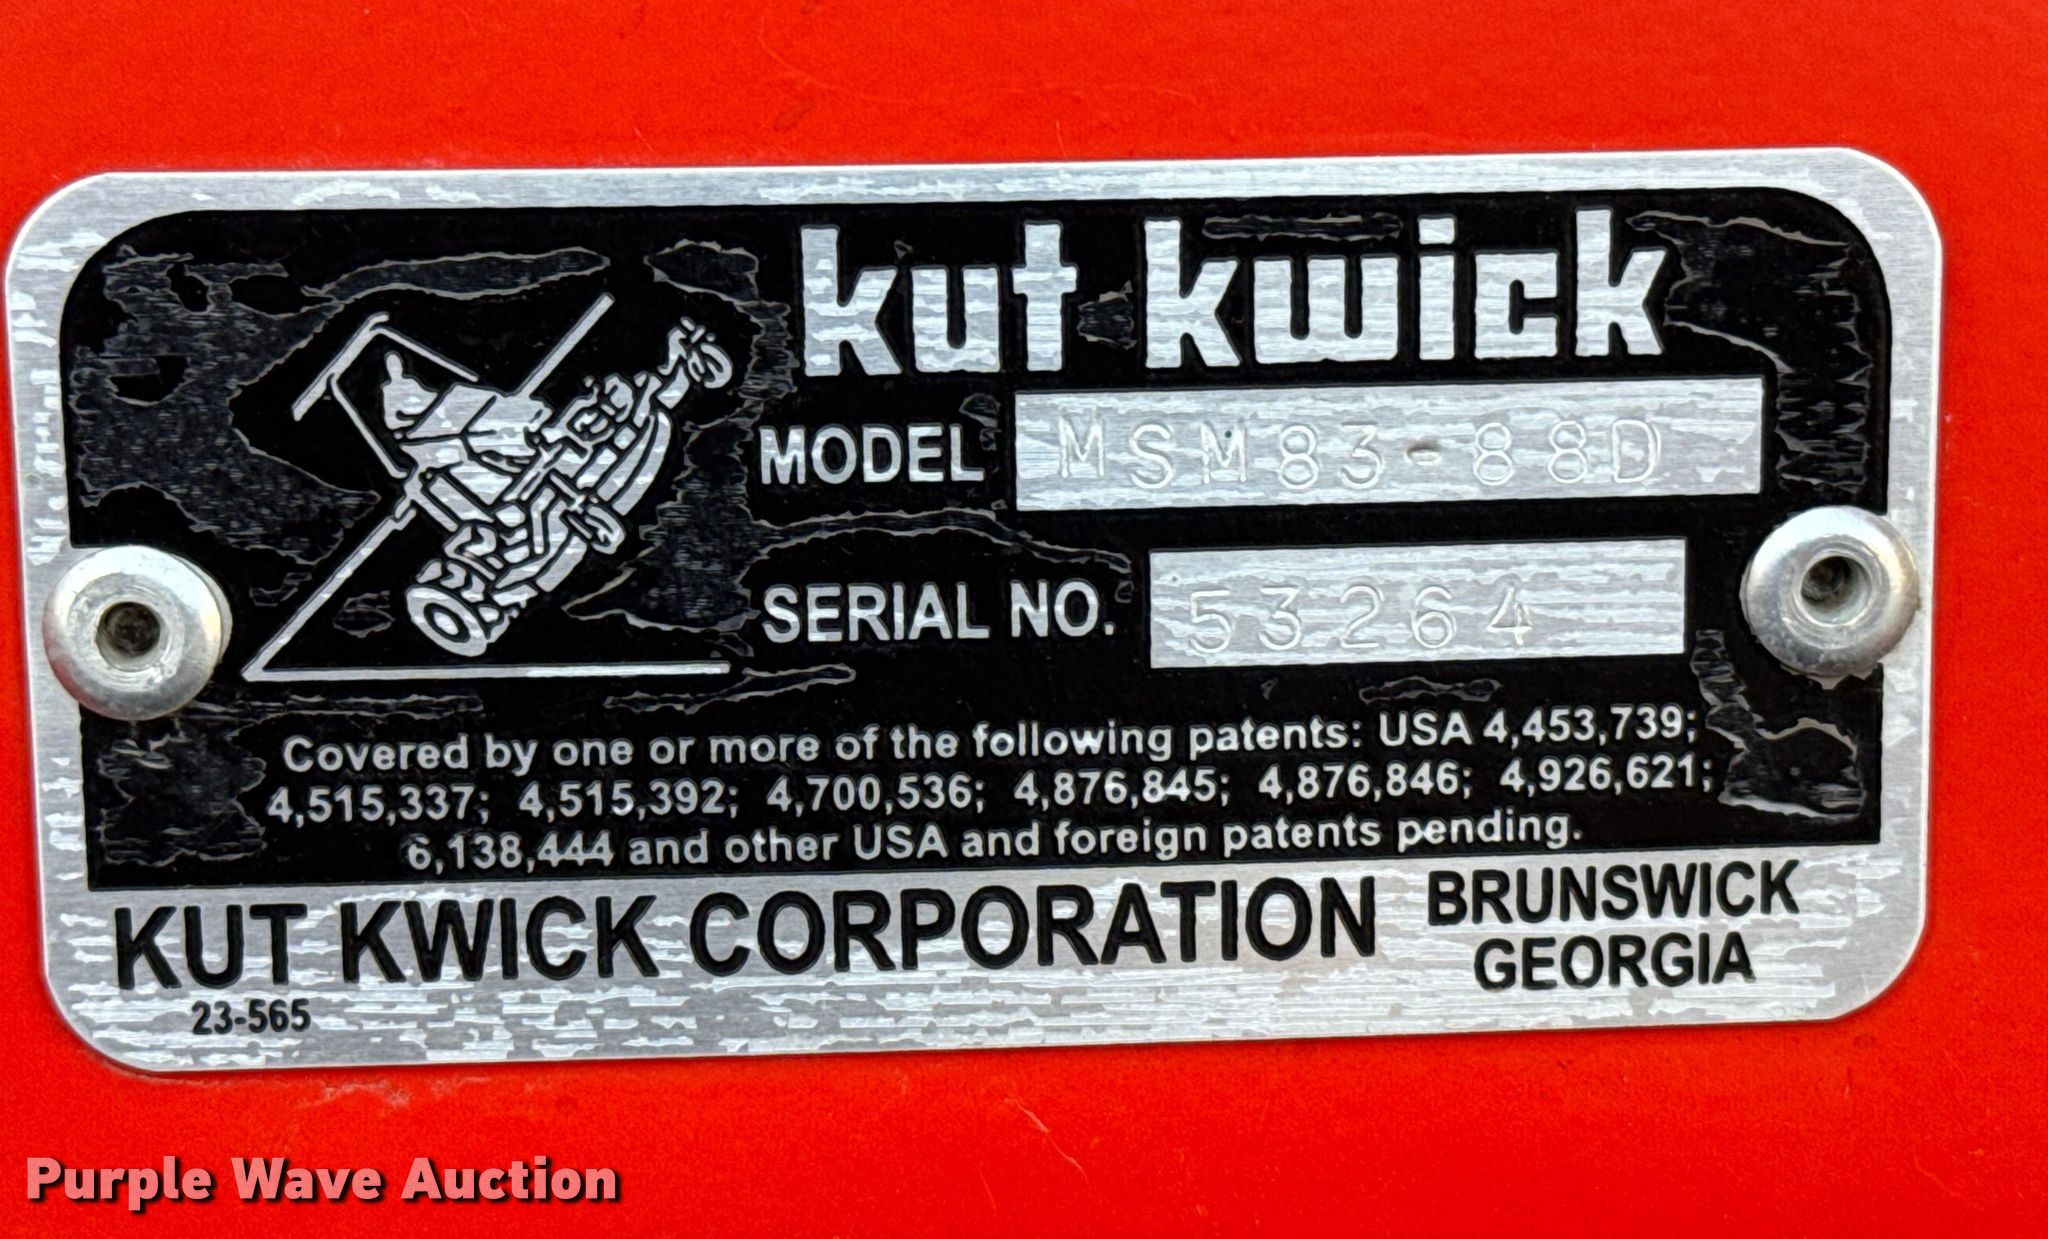 kut kwick
MODEL MSM83-88D
SERIAL NO. 53264
Covered by one or more of the following patents: USA 4,453,739;
4,515,337; 4,515,392; 4,700,536; 4,876,845; 4,876,846; 4,926,621;
6,138,444 and other USA and foreign patents pending.
KUT KWICK CORPORATION BRUNSWICK
GEORGIA
23-565
Purple Wave Auction